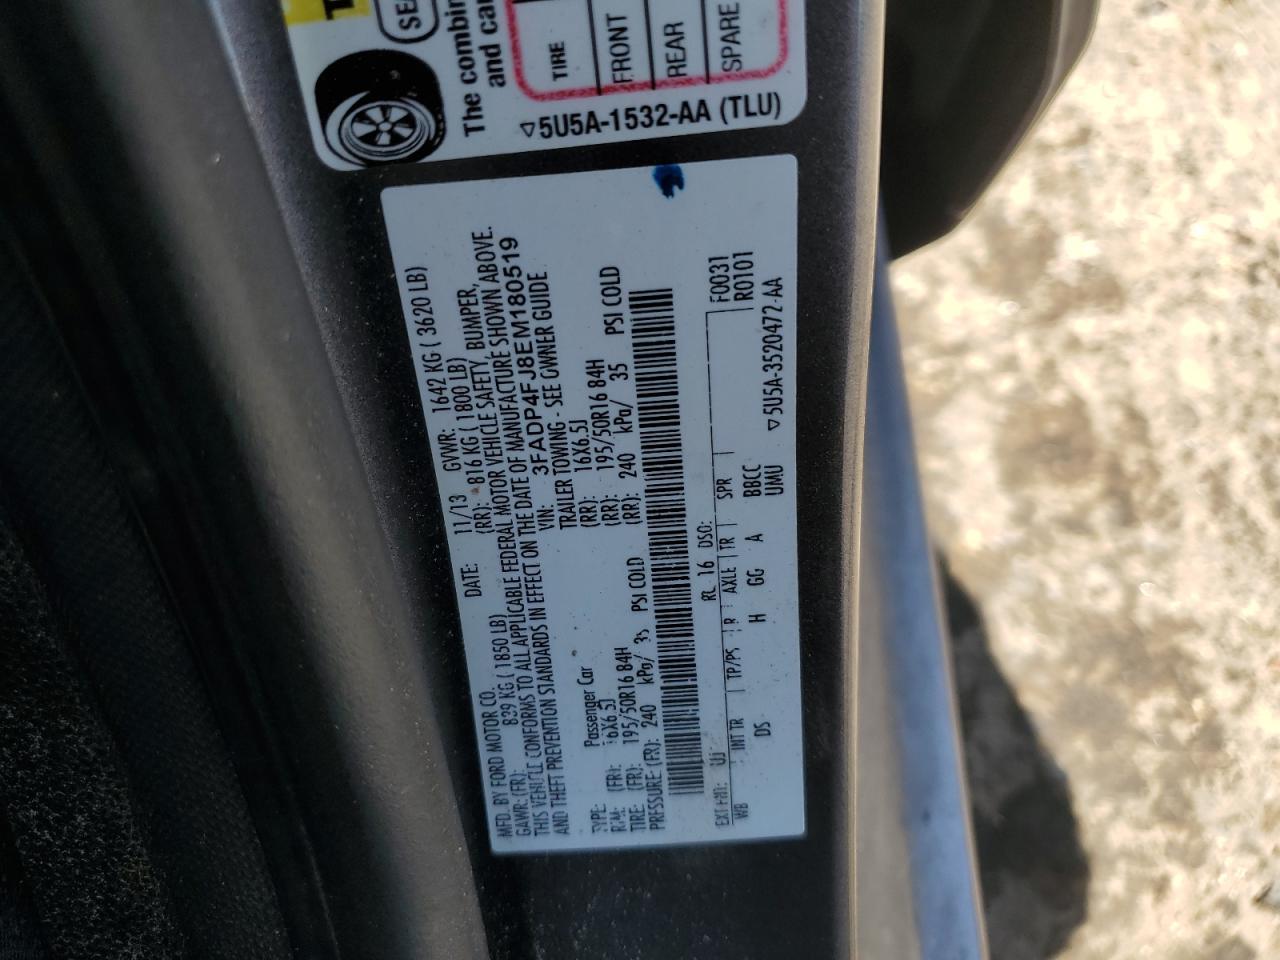 SE
The combin
and car
TIRE
FRONT
REAR
SPARE
▽5U5A-1532-AA (TLU)
MFD. BY FORD MOTOR CO. DATE: 11/13 GVWR: 1642 KG ( 3620 LB)
GAWR: (FR): 839 KG ( 1850 LB) (RR): 816 KG ( 1800 LB)
THIS VEHICLE CONFORMS TO ALL APPLICABLE FEDERAL MOTOR VEHICLE SAFETY, BUMPER,
AND THEFT PREVENTION STANDARDS IN EFFECT ON THE DATE OF MANUFACTURE SHOWN ABOVE.
VIN: 3FADP4FJ8EM180519
TYPE: Passenger Car TRAILER TOWING - SEE OWNER GUIDE
RIM: (FR): 16X6.5J (RR): 16X6.5J
TIRE: (FR): 195/50R16 84H (RR): 195/50R16 84H
PRESSURE: (FR): 240 kPa/ 35 PSI COLD (RR): 240 kPa/ 35 PSI COLD
EXT PNT: UJ RL 16 DSO: F0031
WB INT TR TP/PS R AXLE TR SPR R0101
DS H GG A BBCC
UMU ▽5U5A-3520472-AA